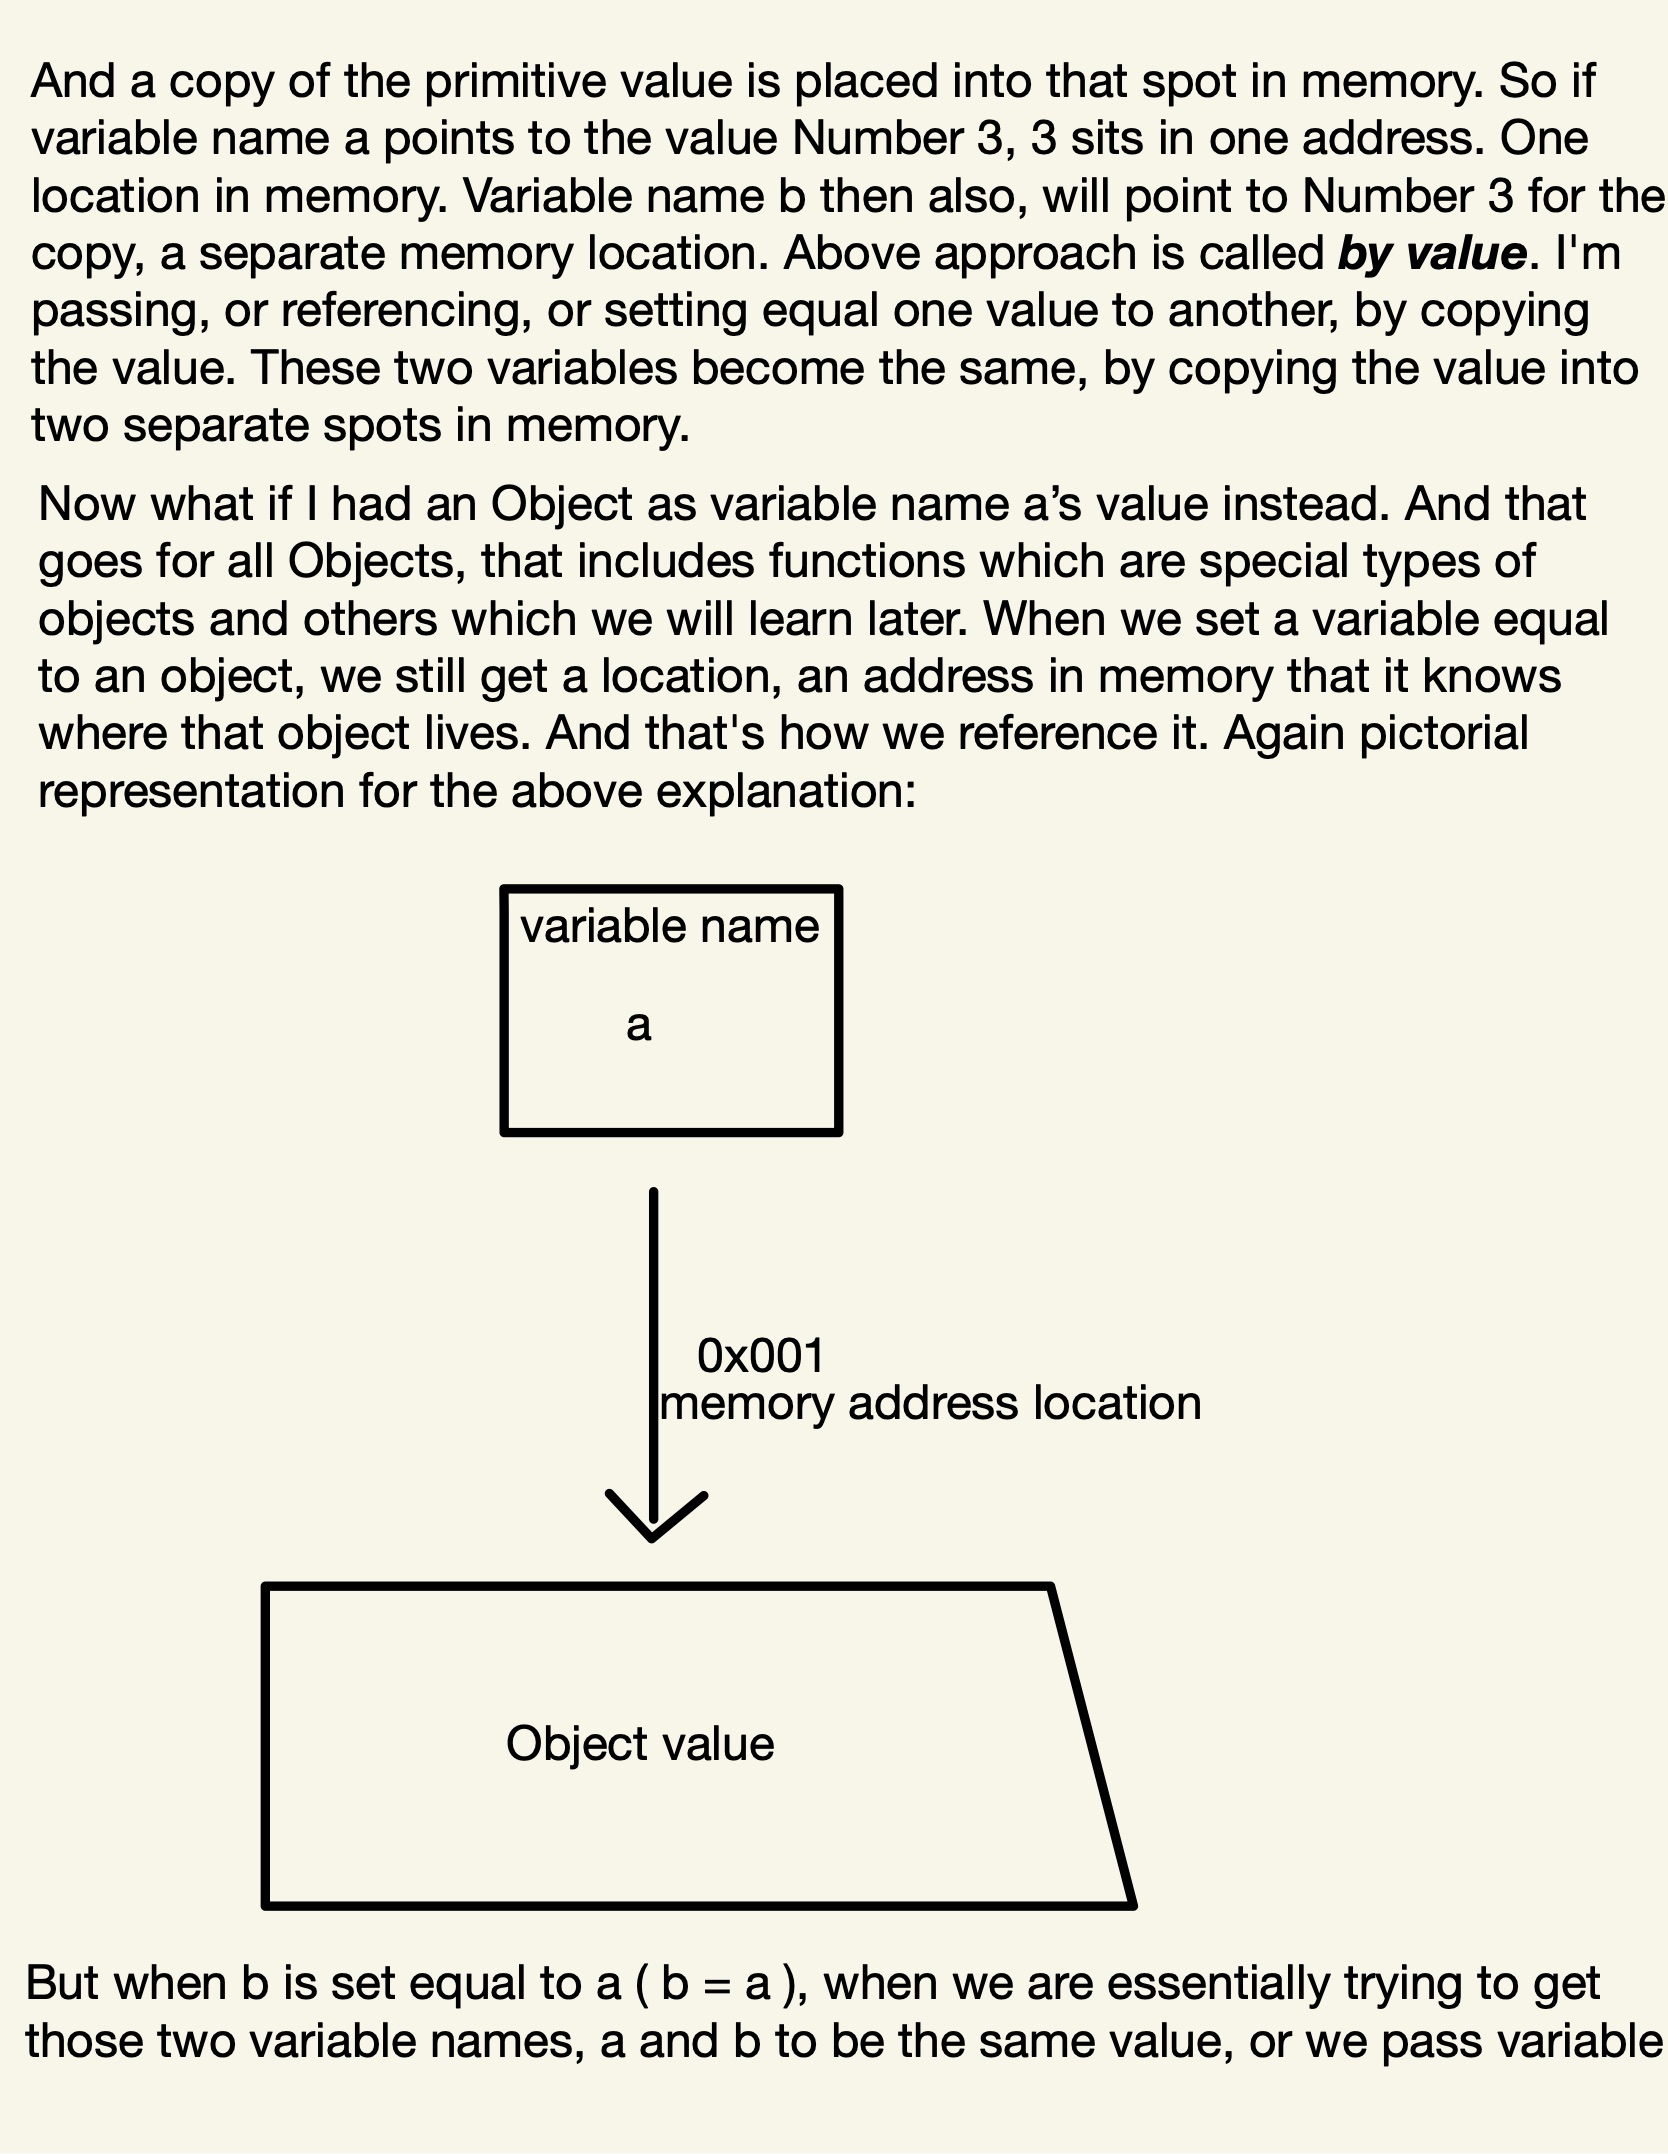 And a copy of the primitive value is placed into that spot in memory. So if
variable name a points to the value Number 3, 3 sits in one address. One
location in memory. Variable name b then also, will point to Number 3 for the
copy, a separate memory location. Above approach is called by value. I'm
passing, or referencing, or setting equal one value to another, by copying
the value. These two variables become the same, by copying the value into
two separate spots in memory.
Now what if I had an Object as variable name a’s value instead. And that
goes for all Objects, that includes functions which are special types of
objects and others which we will learn later. When we set a variable equal
to an object, we still get a location, an address in memory that it knows
where that object lives. And that's how we reference it. Again pictorial
representation for the above explanation:
variable name
a
0x001
memory address location
Object value
But when b is set equal to a ( b = a ), when we are essentially trying to get
those two variable names, a and b to be the same value, or we pass variable